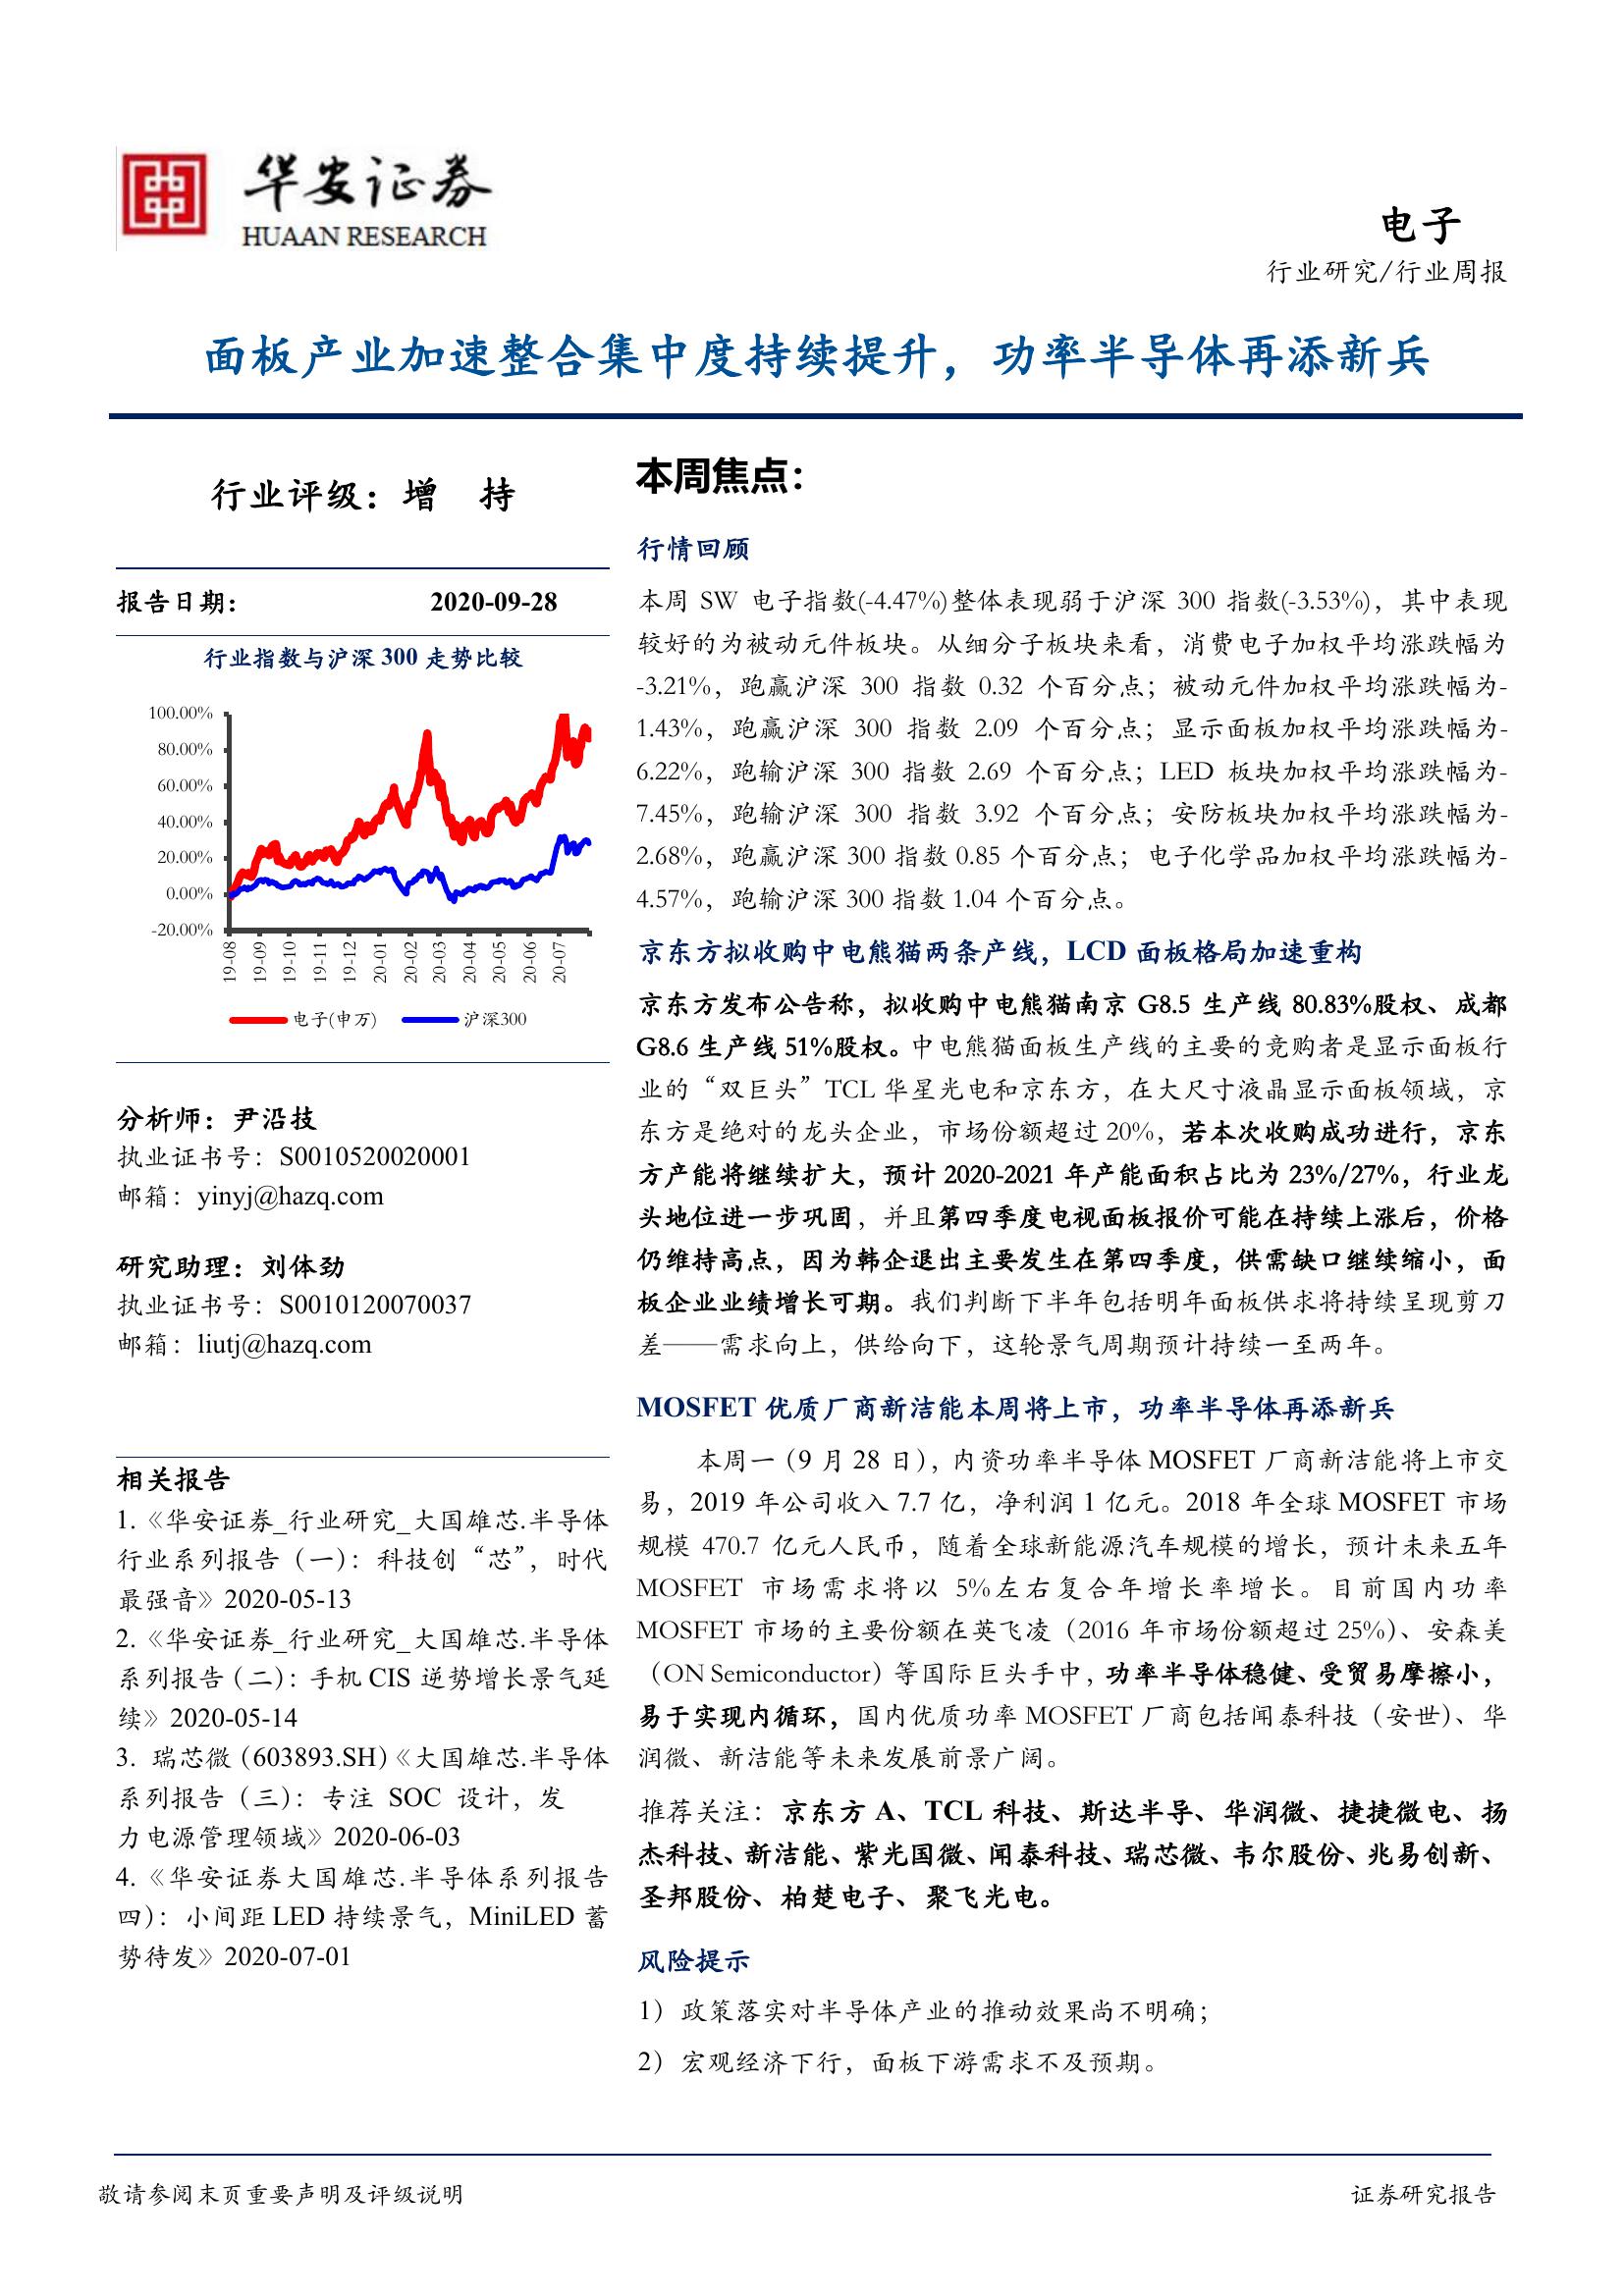 华安证券
HUAAN RESEARCH
电子
行业研究/行业周报
面板产业加速整合集中度持续提升，功率半导体再添新兵
行业评级：增 持
报告日期： 2020-09-28
行业指数与沪深 300 走势比较
100.00%
80.00%
60.00%
40.00%
20.00%
0.00%
-20.00%
19-08
19-09
19-10
19-11
19-12
20-01
20-02
20-03
20-04
20-05
20-06
20-07
电子(申万) 沪深300
分析师：尹沿技
执业证书号：S0010520020001
邮箱：yinyj@hazq.com
研究助理：刘体劲
执业证书号：S0010120070037
邮箱：liutj@hazq.com
相关报告
1.《华安证券_行业研究_大国雄芯.半导体
行业系列报告（一）：科技创“芯”，时代
最强音》2020-05-13
2.《华安证券_行业研究_大国雄芯.半导体
系列报告（二）：手机 CIS 逆势增长景气延
续》2020-05-14
3. 瑞芯微（603893.SH）《大国雄芯.半导体
系列报告（三）：专注 SOC 设计，发
力电源管理领域》2020-06-03
4.《华安证券大国雄芯.半导体系列报告
四）：小间距 LED 持续景气，MiniLED 蓄
势待发》2020-07-01
本周焦点：
行情回顾
本周 SW 电子指数(-4.47%)整体表现弱于沪深 300 指数(-3.53%)，其中表现
较好的为被动元件板块。从细分子板块来看，消费电子加权平均涨跌幅为
-3.21%，跑赢沪深 300 指数 0.32 个百分点；被动元件加权平均涨跌幅为-
1.43%，跑赢沪深 300 指数 2.09 个百分点；显示面板加权平均涨跌幅为-
6.22%，跑输沪深 300 指数 2.69 个百分点；LED 板块加权平均涨跌幅为-
7.45%，跑输沪深 300 指数 3.92 个百分点；安防板块加权平均涨跌幅为-
2.68%，跑赢沪深 300 指数 0.85 个百分点；电子化学品加权平均涨跌幅为-
4.57%，跑输沪深 300 指数 1.04 个百分点。
京东方拟收购中电熊猫两条产线，LCD 面板格局加速重构
京东方发布公告称，拟收购中电熊猫南京 G8.5 生产线 80.83%股权、成都
G8.6 生产线 51%股权。中电熊猫面板生产线的主要的竞购者是显示面板行
业的“双巨头”TCL 华星光电和京东方，在大尺寸液晶显示面板领域，京
东方是绝对的龙头企业，市场份额超过 20%，若本次收购成功进行，京东
方产能将继续扩大，预计 2020-2021 年产能面积占比为 23%/27%，行业龙
头地位进一步巩固，并且第四季度电视面板报价可能在持续上涨后，价格
仍维持高点，因为韩企退出主要发生在第四季度，供需缺口继续缩小，面
板企业业绩增长可期。我们判断下半年包括明年面板供求将持续呈现剪刀
差——需求向上，供给向下，这轮景气周期预计持续一至两年。
MOSFET 优质厂商新洁能本周将上市，功率半导体再添新兵
本周一（9 月 28 日），内资功率半导体 MOSFET 厂商新洁能将上市交
易，2019 年公司收入 7.7 亿，净利润 1 亿元。2018 年全球 MOSFET 市场
规模 470.7 亿元人民币，随着全球新能源汽车规模的增长，预计未来五年
MOSFET 市场需求将以 5%左右复合年增长率增长。目前国内功率
MOSFET 市场的主要份额在英飞凌（2016 年市场份额超过 25%）、安森美
（ON Semiconductor）等国际巨头手中，功率半导体稳健、受贸易摩擦小，
易于实现内循环，国内优质功率 MOSFET 厂商包括闻泰科技（安世）、华
润微、新洁能等未来发展前景广阔。
推荐关注：京东方 A、TCL 科技、斯达半导、华润微、捷捷微电、扬
杰科技、新洁能、紫光国微、闻泰科技、瑞芯微、韦尔股份、兆易创新、
圣邦股份、柏楚电子、聚飞光电。
风险提示
1）政策落实对半导体产业的推动效果尚不明确；
2）宏观经济下行，面板下游需求不及预期。
敬请参阅末页重要声明及评级说明 证券研究报告